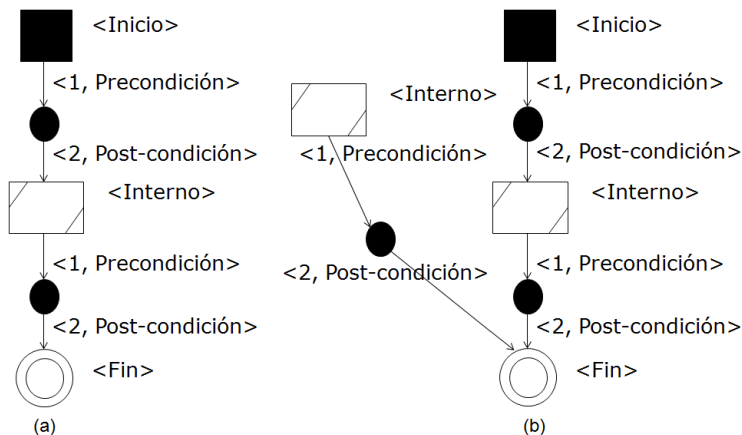 <Inicio>
<1, Precondición>
<2, Post-condición>
<Interno>
<1, Precondición>
<2, Post-condición>
<Fin>
(a)
<Interno>
<1, Precondición>
<2, Post-condición>
<Inicio>
<1, Precondición>
<2, Post-condición>
<Interno>
<1, Precondición>
<2, Post-condición>
<Fin>
(b)